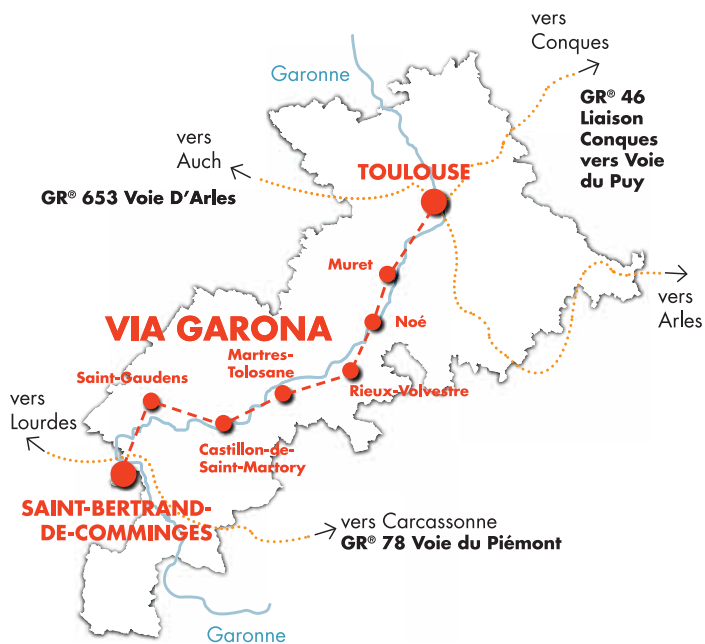 vers
Conques
Garonne
GR® 46
Liaison
Conques
vers Voie
du Puy
vers
Auch
TOULOUSE
GR® 653 Voie D’Arles
Muret
vers
Arles
VIA GARONA
Noé
Martres-
Tolosane
Saint-Gaudens
Rieux-Volvestre
vers
Lourdes
Castillon-de-
Saint-Martory
SAINT-BERTRAND-
DE-COMMINGES
vers Carcassonne
GR® 78 Voie du Piémont
Garonne